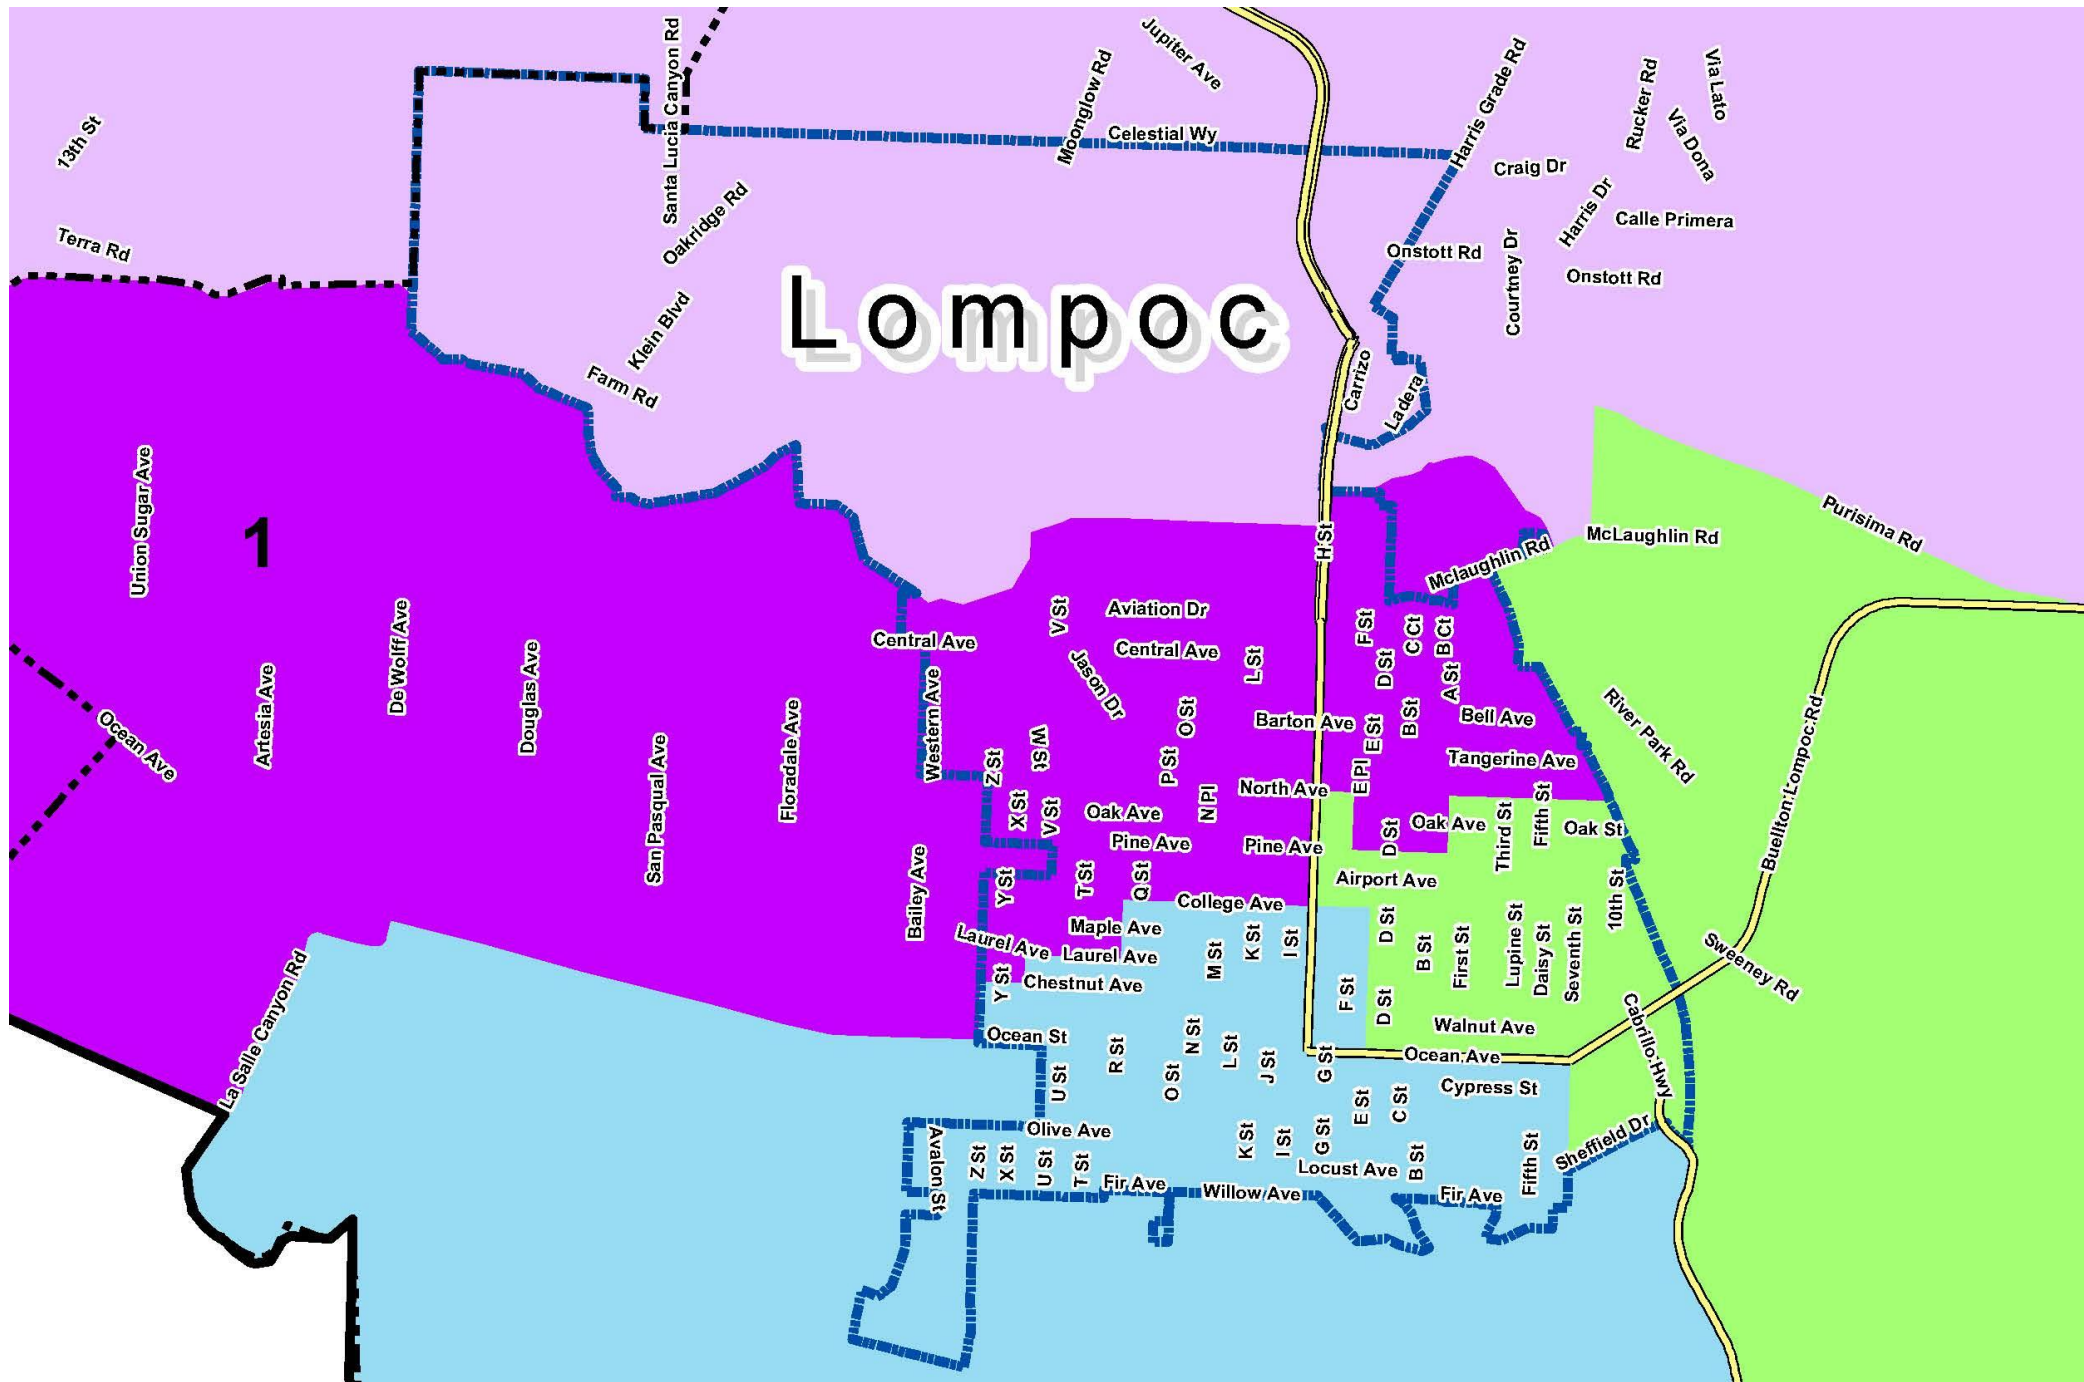 Jupiter Ave
Santa Lucia Canyon Rd
Moonglow Rd
Harris Grade Rd
Rucker Rd
Via Lato
13th St
Celestial Wy
Via Dona
Craig Dr
Oakridge Rd
Harris Dr
Calle Primera
Terra Rd
Onstott Rd
Courtney Dr
Onstott Rd
Lompoc
Klein Blvd
Farm Rd
Carrizo
Ladera
Union Sugar Ave
1
H St
McLaughlin Rd
Purisima Rd
Mclaughlin Rd
V St
Aviation Dr
F St
C Ct
B Ct
Central Ave
Central Ave
L St
D St
A St
De Wolff Ave
Artesia Ave
Douglas Ave
Jason Dr
Western Ave
O St
Barton Ave
E St
B St
Bell Ave
River Park Rd
Buellton Lompoc Rd
Ocean Ave
San Pasqual Ave
Floradale Ave
W St
Z St
P St
Tangerine Ave
E Pl
North Ave
X St
V St
Oak Ave
N Pl
D St
Oak Ave
Third St
Fifth St
Oak St
Pine Ave
Pine Ave
Y St
T St
Q St
Airport Ave
Bailey Ave
College Ave
10th St
Laurel Ave
Maple Ave
Laurel Ave
M St
K St
I St
D St
B St
First St
Lupine St
Daisy St
Seventh St
Sweeney Rd
La Salle Canyon Rd
Y St
Chestnut Ave
F St
D St
Walnut Ave
Cabrillo Hwy
Ocean St
R St
N St
L St
J St
G St
Ocean Ave
U St
O St
E St
C St
Cypress St
Olive Ave
Avalon St
Z St
X St
U St
T St
K St
I St
G St
Locust Ave
B St
Fifth St
Sheffield Dr
Fir Ave
Willow Ave
Fir Ave